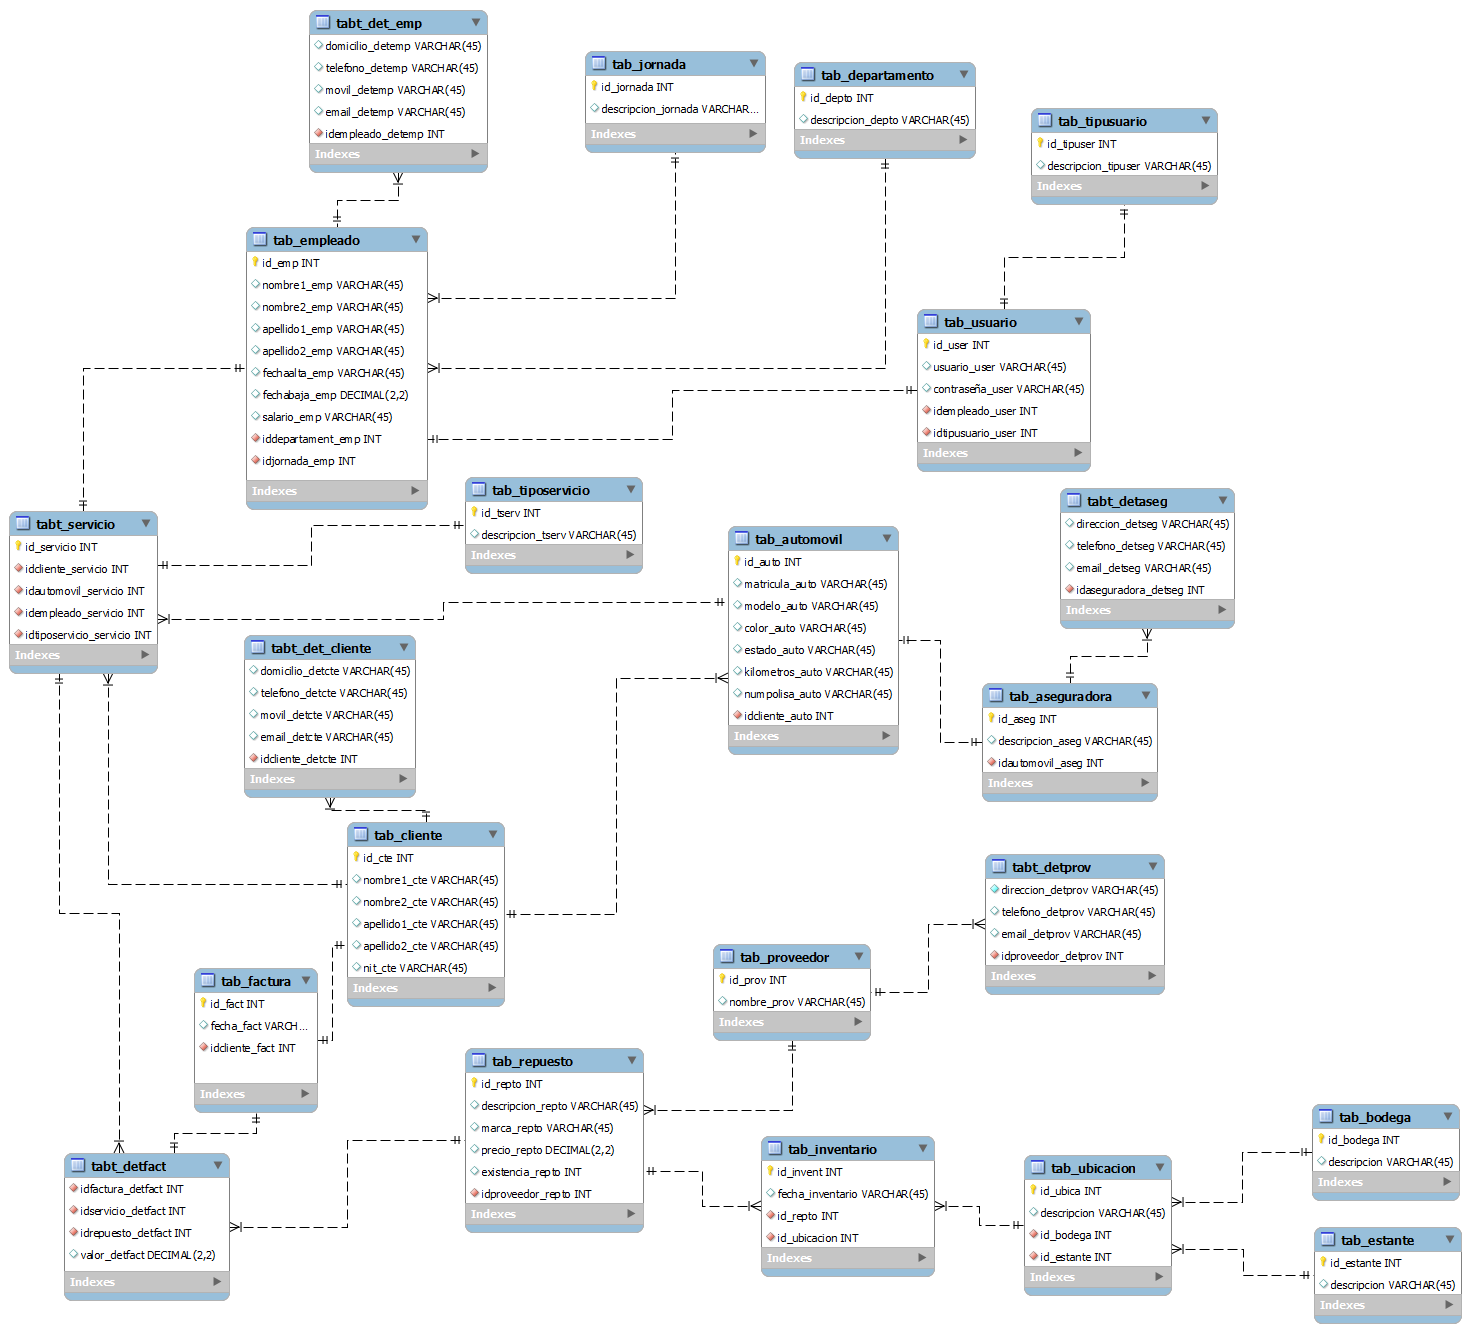 tabt_det_emp
domicilio_detemp VARCHAR(45)
telefono_detemp VARCHAR(45)
movil_detemp VARCHAR(45)
email_detemp VARCHAR(45)
idempleado_detemp INT
Indexes
tab_jornada
id_jornada INT
descripcion_jornada VARCHAR...
Indexes
tab_departamento
id_depto INT
descripcion_depto VARCHAR(45)
Indexes
tab_tipusuario
id_tipuser INT
descripcion_tipuser VARCHAR(45)
Indexes
tab_empleado
id_emp INT
nombre1_emp VARCHAR(45)
nombre2_emp VARCHAR(45)
apellido1_emp VARCHAR(45)
apellido2_emp VARCHAR(45)
fechaalta_emp VARCHAR(45)
fechabaja_emp DECIMAL(2,2)
salario_emp VARCHAR(45)
iddepartament_emp INT
idjornada_emp INT
Indexes
tab_usuario
id_user INT
usuario_user VARCHAR(45)
contraseña_user VARCHAR(45)
idempleado_user INT
idtipusuario_user INT
Indexes
tabt_servicio
id_servicio INT
idcliente_servicio INT
idautomovil_servicio INT
idempleado_servicio INT
idtiposervicio_servicio INT
Indexes
tab_tiposervicio
id_tserv INT
descripcion_tserv VARCHAR(45)
Indexes
tab_automovil
id_auto INT
matricula_auto VARCHAR(45)
modelo_auto VARCHAR(45)
color_auto VARCHAR(45)
estado_auto VARCHAR(45)
kilometros_auto VARCHAR(45)
numpolisa_auto VARCHAR(45)
idcliente_auto INT
Indexes
tabt_detaseg
direccion_detseg VARCHAR(45)
telefono_detseg VARCHAR(45)
email_detseg VARCHAR(45)
idaseguradora_detseg INT
Indexes
tabt_det_cliente
domicilio_detcte VARCHAR(45)
telefono_detcte VARCHAR(45)
movil_detcte VARCHAR(45)
email_detcte VARCHAR(45)
idcliente_detcte INT
Indexes
tab_aseguradora
id_aseg INT
descripcion_aseg VARCHAR(45)
idautomovil_aseg INT
Indexes
tab_cliente
id_cte INT
nombre1_cte VARCHAR(45)
nombre2_cte VARCHAR(45)
apellido1_cte VARCHAR(45)
apellido2_cte VARCHAR(45)
nit_cte VARCHAR(45)
Indexes
tabt_detprov
direccion_detprov VARCHAR(45)
telefono_detprov VARCHAR(45)
email_detprov VARCHAR(45)
idproveedor_detprov INT
Indexes
tab_proveedor
id_prov INT
nombre_prov VARCHAR(45)
Indexes
tab_factura
id_fact INT
fecha_fact VARCH...
idcliente_fact INT
Indexes
tab_repuesto
id_repto INT
descripcion_repto VARCHAR(45)
marca_repto VARCHAR(45)
precio_repto DECIMAL(2,2)
existencia_repto INT
idproveedor_repto INT
Indexes
tabt_detfact
idfactura_detfact INT
idservicio_detfact INT
idrepuesto_detfact INT
valor_detfact DECIMAL(2,2)
Indexes
tab_inventario
id_invent INT
fecha_inventario VARCHAR(45)
id_repto INT
id_ubicacion INT
Indexes
tab_ubicacion
id_ubica INT
descripcion VARCHAR(45)
id_bodega INT
id_estante INT
Indexes
tab_bodega
id_bodega INT
descripcion VARCHAR(45)
Indexes
tab_estante
id_estante INT
descripcion VARCHAR(45)
Indexes